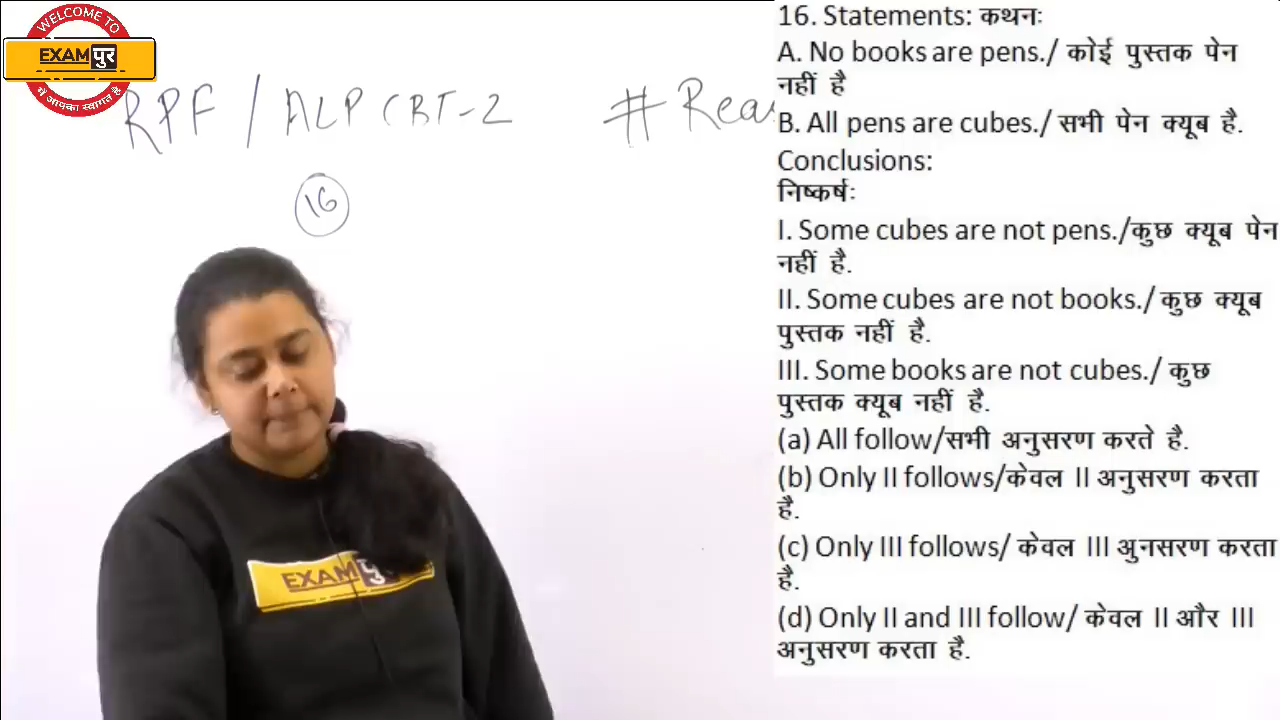 WELCOME TO
EXAMपुर
में आपका स्वागत है
RPF / ALP CBT-2 #Reas
16
EXAMपु
16. Statements: कथनः
A. No books are pens./ कोई पुस्तक पेन
नहीं है
B. All pens are cubes./ सभी पेन क्यूब है.
Conclusions:
निष्कर्षः
I. Some cubes are not pens./कुछ क्यूब पेन
नहीं है.
II. Some cubes are not books./ कुछ क्यूब
पुस्तक नहीं है.
III. Some books are not cubes./ कुछ
पुस्तक क्यूब नहीं है.
(a) All follow/सभी अनुसरण करते है.
(b) Only II follows/केवल II अनुसरण करता
है.
(c) Only III follows/ केवल III अुनसरण करता
है.
(d) Only II and III follow/ केवल II और III
अनुसरण करता है.